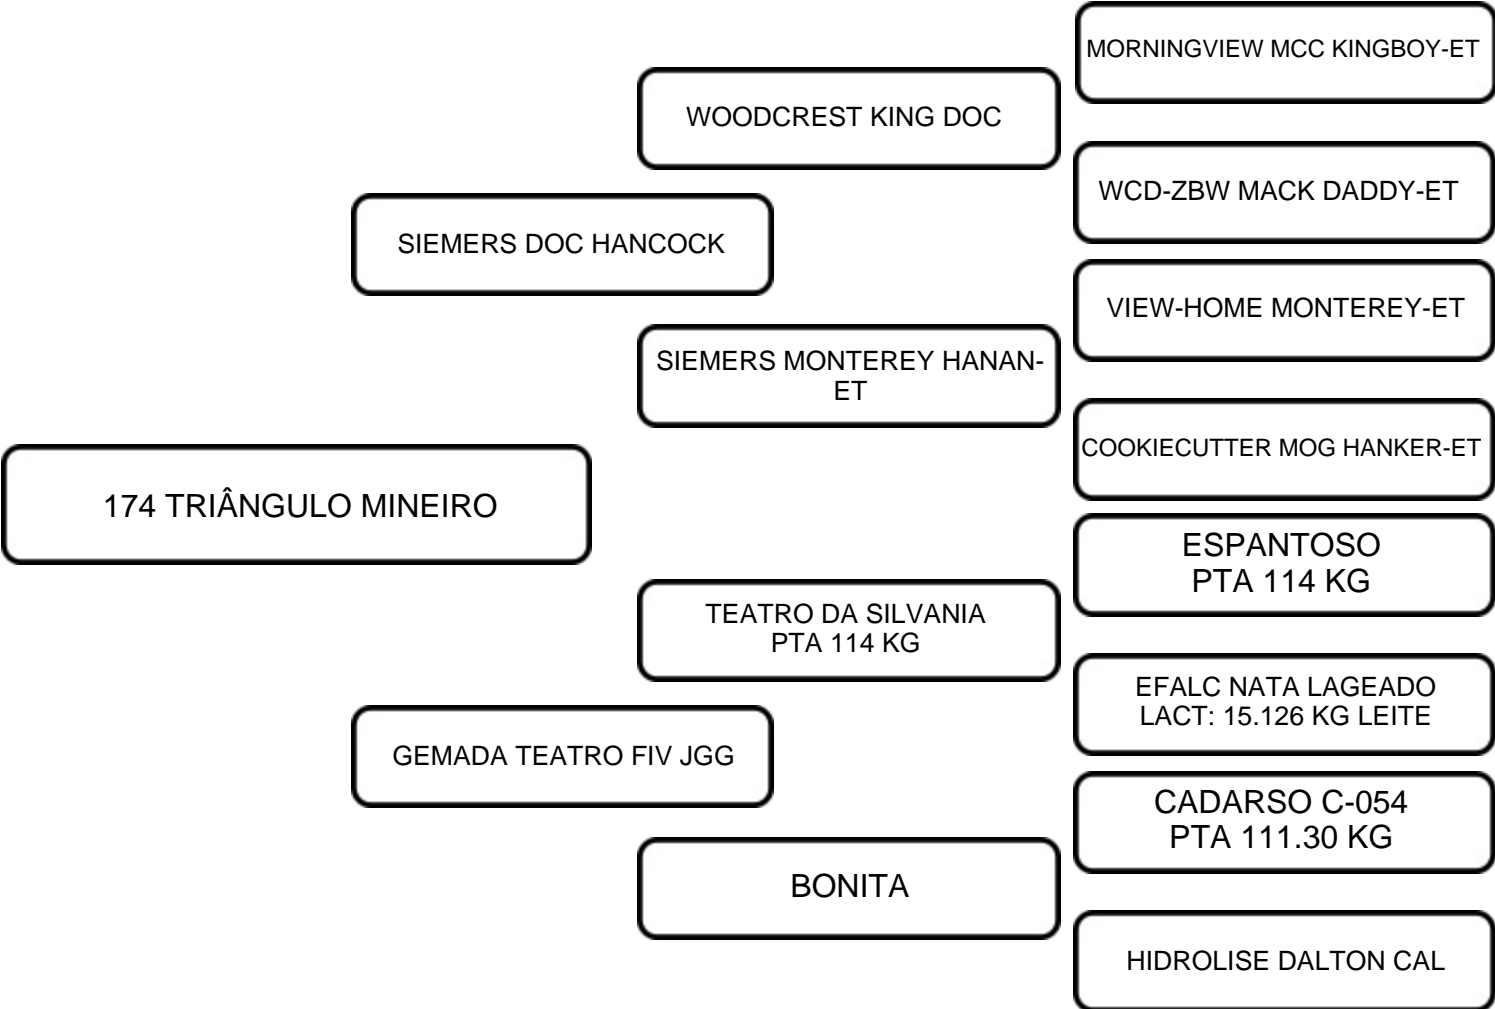 MORNINGVIEW MCC KINGBOY-ET
WOODCREST KING DOC
WCD-ZBW MACK DADDY-ET
SIEMERS DOC HANCOCK
VIEW-HOME MONTEREY-ET
SIEMERS MONTEREY HANAN-
ET
COOKIECUTTER MOG HANKER-ET
174 TRIÂNGULO MINEIRO
ESPANTOSO
PTA 114 KG
TEATRO DA SILVANIA
PTA 114 KG
EFALC NATA LAGEADO
LACT: 15.126 KG LEITE
GEMADA TEATRO FIV JGG
CADARSO C-054
PTA 111.30 KG
BONITA
HIDROLISE DALTON CAL